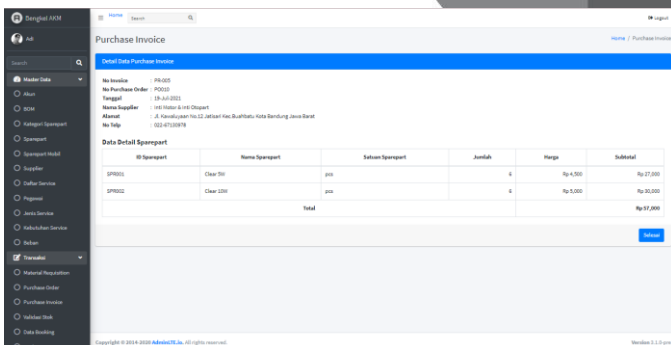 Bengkel AKM
Home
Search
Logout
Adi
Purchase Invoice
Home / Purchase Invoice
Search
Detail Data Purchase Invoice
Master Data
Akun
BOM
Kategori Sparepart
Sparepart
Sparepart Mobil
Supplier
Daftar Service
Pegawai
Jenis Service
Kebutuhan Service
Beban
Transaksi
Material Requisition
Purchase Order
Purchase Invoice
Validasi Stok
Data Booking
No Invoice : PR-005
No Purchase Order : PO010
Tanggal : 19-Jul-2021
Nama Supplier : Inti Motor & Inti Otopart
Alamat : Jl. Kawaluyaan No.12 Jatisari Kec.Buahbatu Kota Bandung Jawa Barat
No Telp : 022-87330978
Data Detail Sparepart
ID Sparepart Nama Sparepart Satuan Sparepart Jumlah Harga Subtotal
SPR001 Clear 5W pcs 6 Rp 4,500 Rp 27,000
SPR002 Clear 10W pcs 6 Rp 5,000 Rp 30,000
Total Rp 57,000
Selesai
Copyright © 2014-2020 AdminLTE.io. All rights reserved.
Version 3.1.0-pre